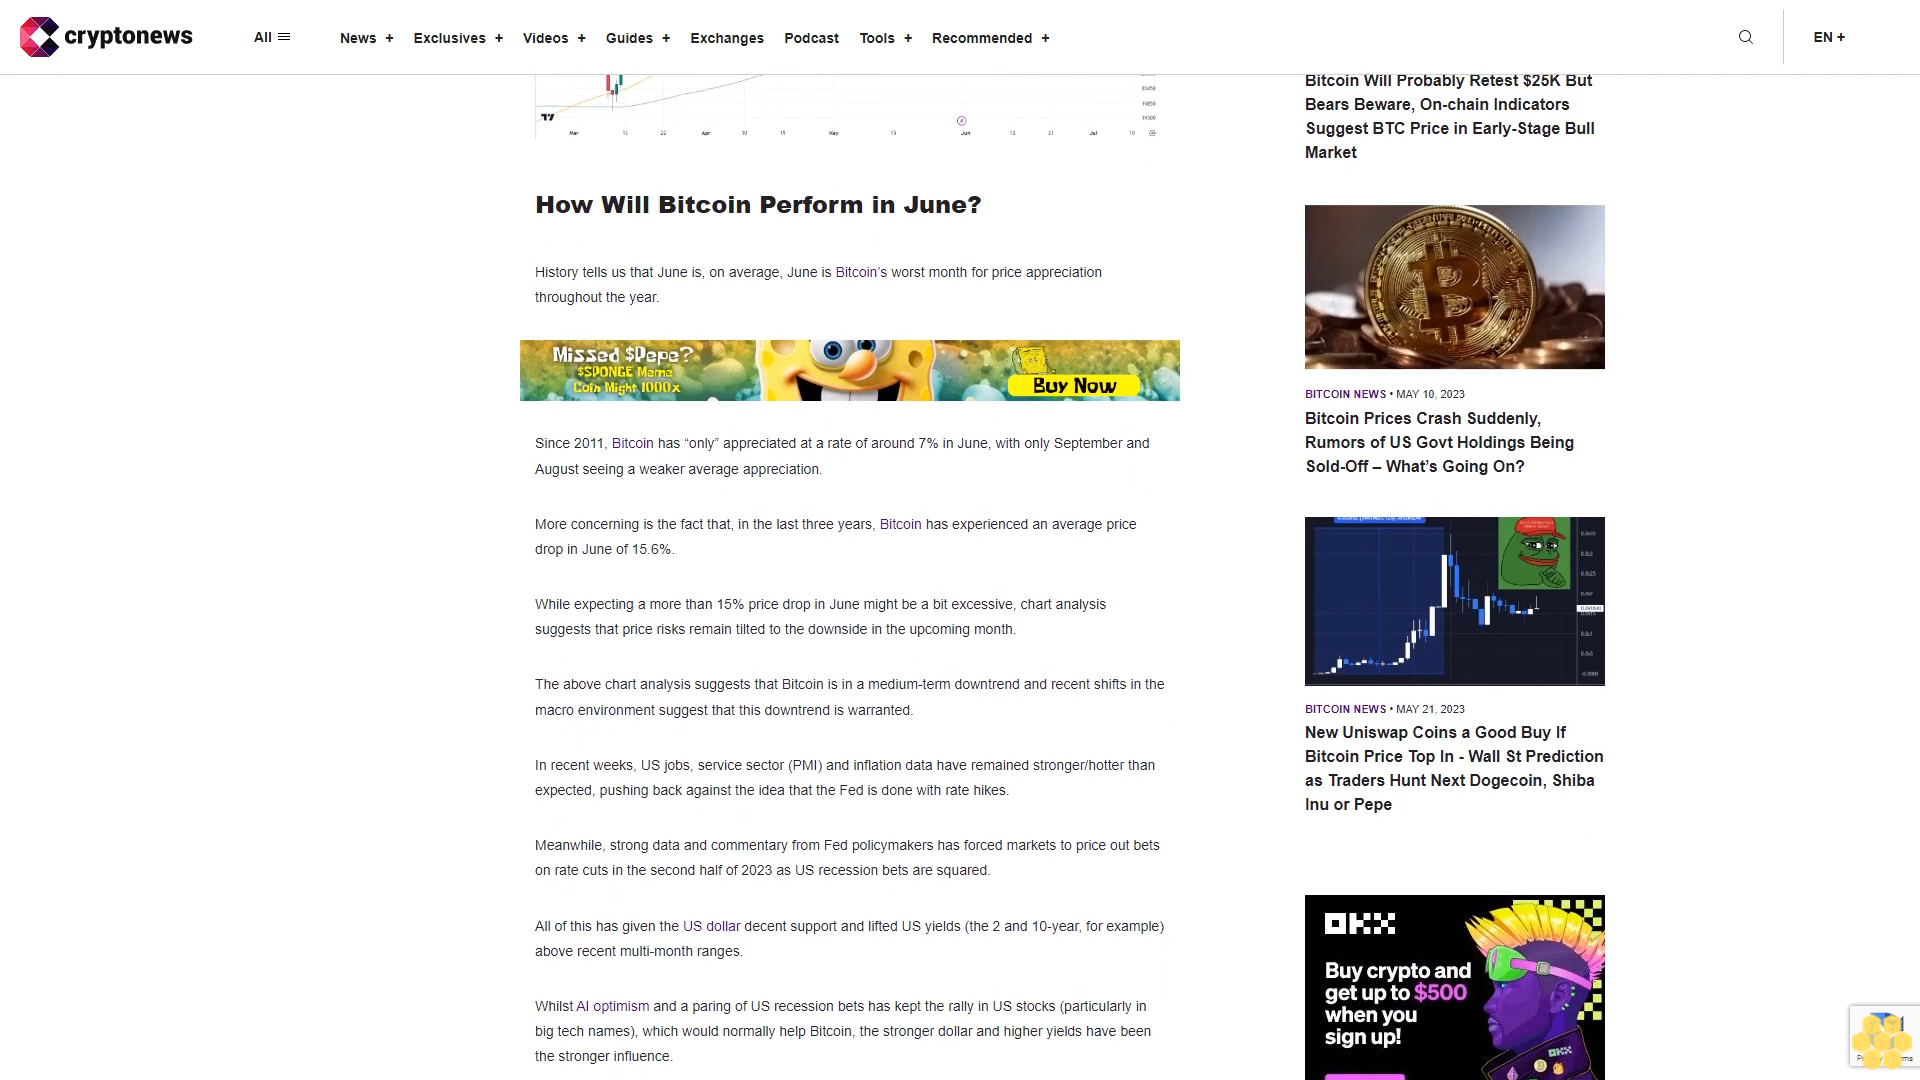 cryptonews
All
News +
Exclusives +
Videos +
Guides +
Exchanges
Podcast
Tools +
Recommended +
EN +
Mar
13
22
Apr
10
19
May
15
Jun
12
21
Jul
10
How Will Bitcoin Perform in June?
History tells us that June is, on average, June is Bitcoin’s worst month for price appreciation
throughout the year.
Missed $Pepe?
$SPONGE Meme
Coin Might 1000x
Buy Now
Since 2011, Bitcoin has “only” appreciated at a rate of around 7% in June, with only September and
August seeing a weaker average appreciation.
More concerning is the fact that, in the last three years, Bitcoin has experienced an average price
drop in June of 15.6%.
While expecting a more than 15% price drop in June might be a bit excessive, chart analysis
suggests that price risks remain tilted to the downside in the upcoming month.
The above chart analysis suggests that Bitcoin is in a medium-term downtrend and recent shifts in the
macro environment suggest that this downtrend is warranted.
In recent weeks, US jobs, service sector (PMI) and inflation data have remained stronger/hotter than
expected, pushing back against the idea that the Fed is done with rate hikes.
Meanwhile, strong data and commentary from Fed policymakers has forced markets to price out bets
on rate cuts in the second half of 2023 as US recession bets are squared.
All of this has given the US dollar decent support and lifted US yields (the 2 and 10-year, for example)
above recent multi-month ranges.
Whilst AI optimism and a paring of US recession bets has kept the rally in US stocks (particularly in
big tech names), which would normally help Bitcoin, the stronger dollar and higher yields have been
the stronger influence.
Bitcoin Will Probably Retest $25K But
Bears Beware, On-chain Indicators
Suggest BTC Price in Early-Stage Bull
Market
BITCOIN NEWS • MAY 10, 2023
Bitcoin Prices Crash Suddenly,
Rumors of US Govt Holdings Being
Sold-Off – What’s Going On?
BITCOIN NEWS • MAY 21, 2023
New Uniswap Coins a Good Buy If
Bitcoin Price Top In - Wall St Prediction
as Traders Hunt Next Dogecoin, Shiba
Inu or Pepe
OKX
Buy crypto and
get up to $500
when you
sign up!
OKX